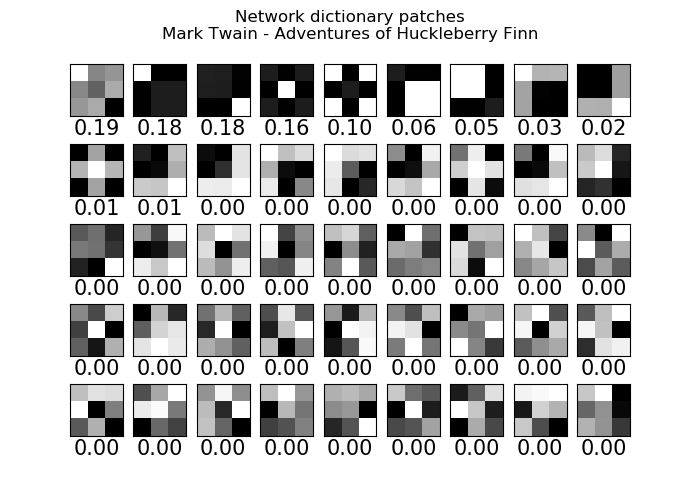 Network dictionary patches
Mark Twain - Adventures of Huckleberry Finn
0.19 0.18 0.18 0.16 0.10 0.06 0.05 0.03 0.02
0.01 0.01 0.00 0.00 0.00 0.00 0.00 0.00 0.00
0.00 0.00 0.00 0.00 0.00 0.00 0.00 0.00 0.00
0.00 0.00 0.00 0.00 0.00 0.00 0.00 0.00 0.00
0.00 0.00 0.00 0.00 0.00 0.00 0.00 0.00 0.00